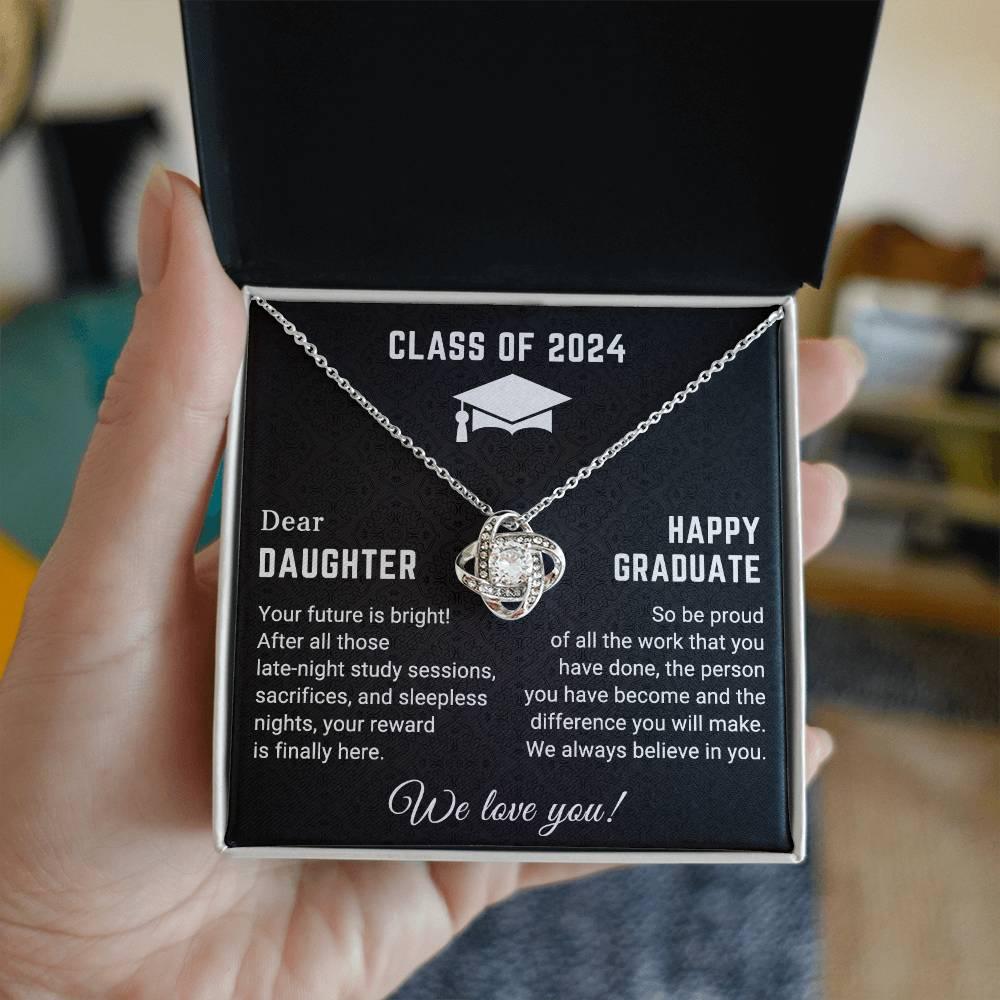 CLASS OF 2024
Dear
DAUGHTER
Your future is bright!
After all those
late-night study sessions,
sacrifices, and sleepless
nights, your reward
is finally here.
HAPPY
GRADUATE
So be proud
of all the work that you
have done, the person
you have become and the
difference you will make.
We always believe in you.
We love you!